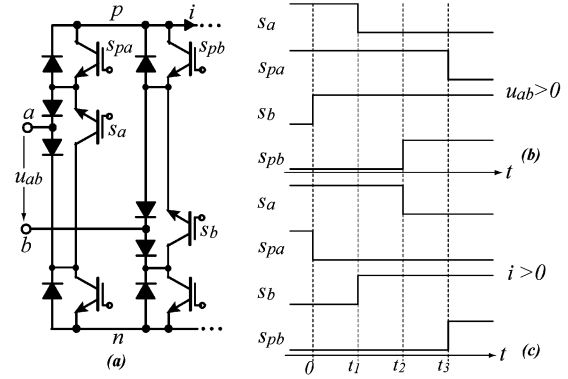 p i
s_pa s_pb
a s_a
u_ab
b s_b
n
(a)
s_a
s_pa
u_ab>0
s_b
s_pb
t (b)
s_a
s_pa
i >0
s_b
s_pb
t (c)
0 t_1 t_2 t_3